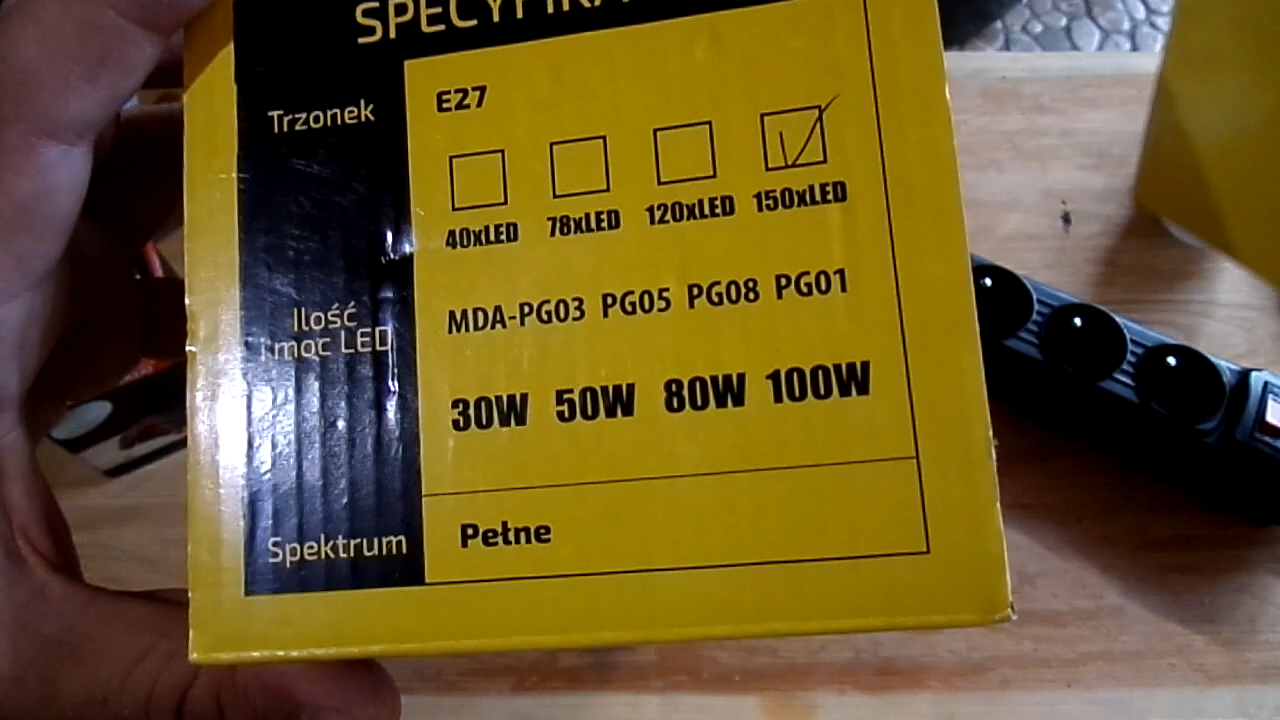 Trzonek
E27
40xLED 78xLED 120xLED 150xLED
Ilość
i moc LED
MDA-PG03 PG05 PG08 PG01
30W 50W 80W 100W
Spektrum
Pełne